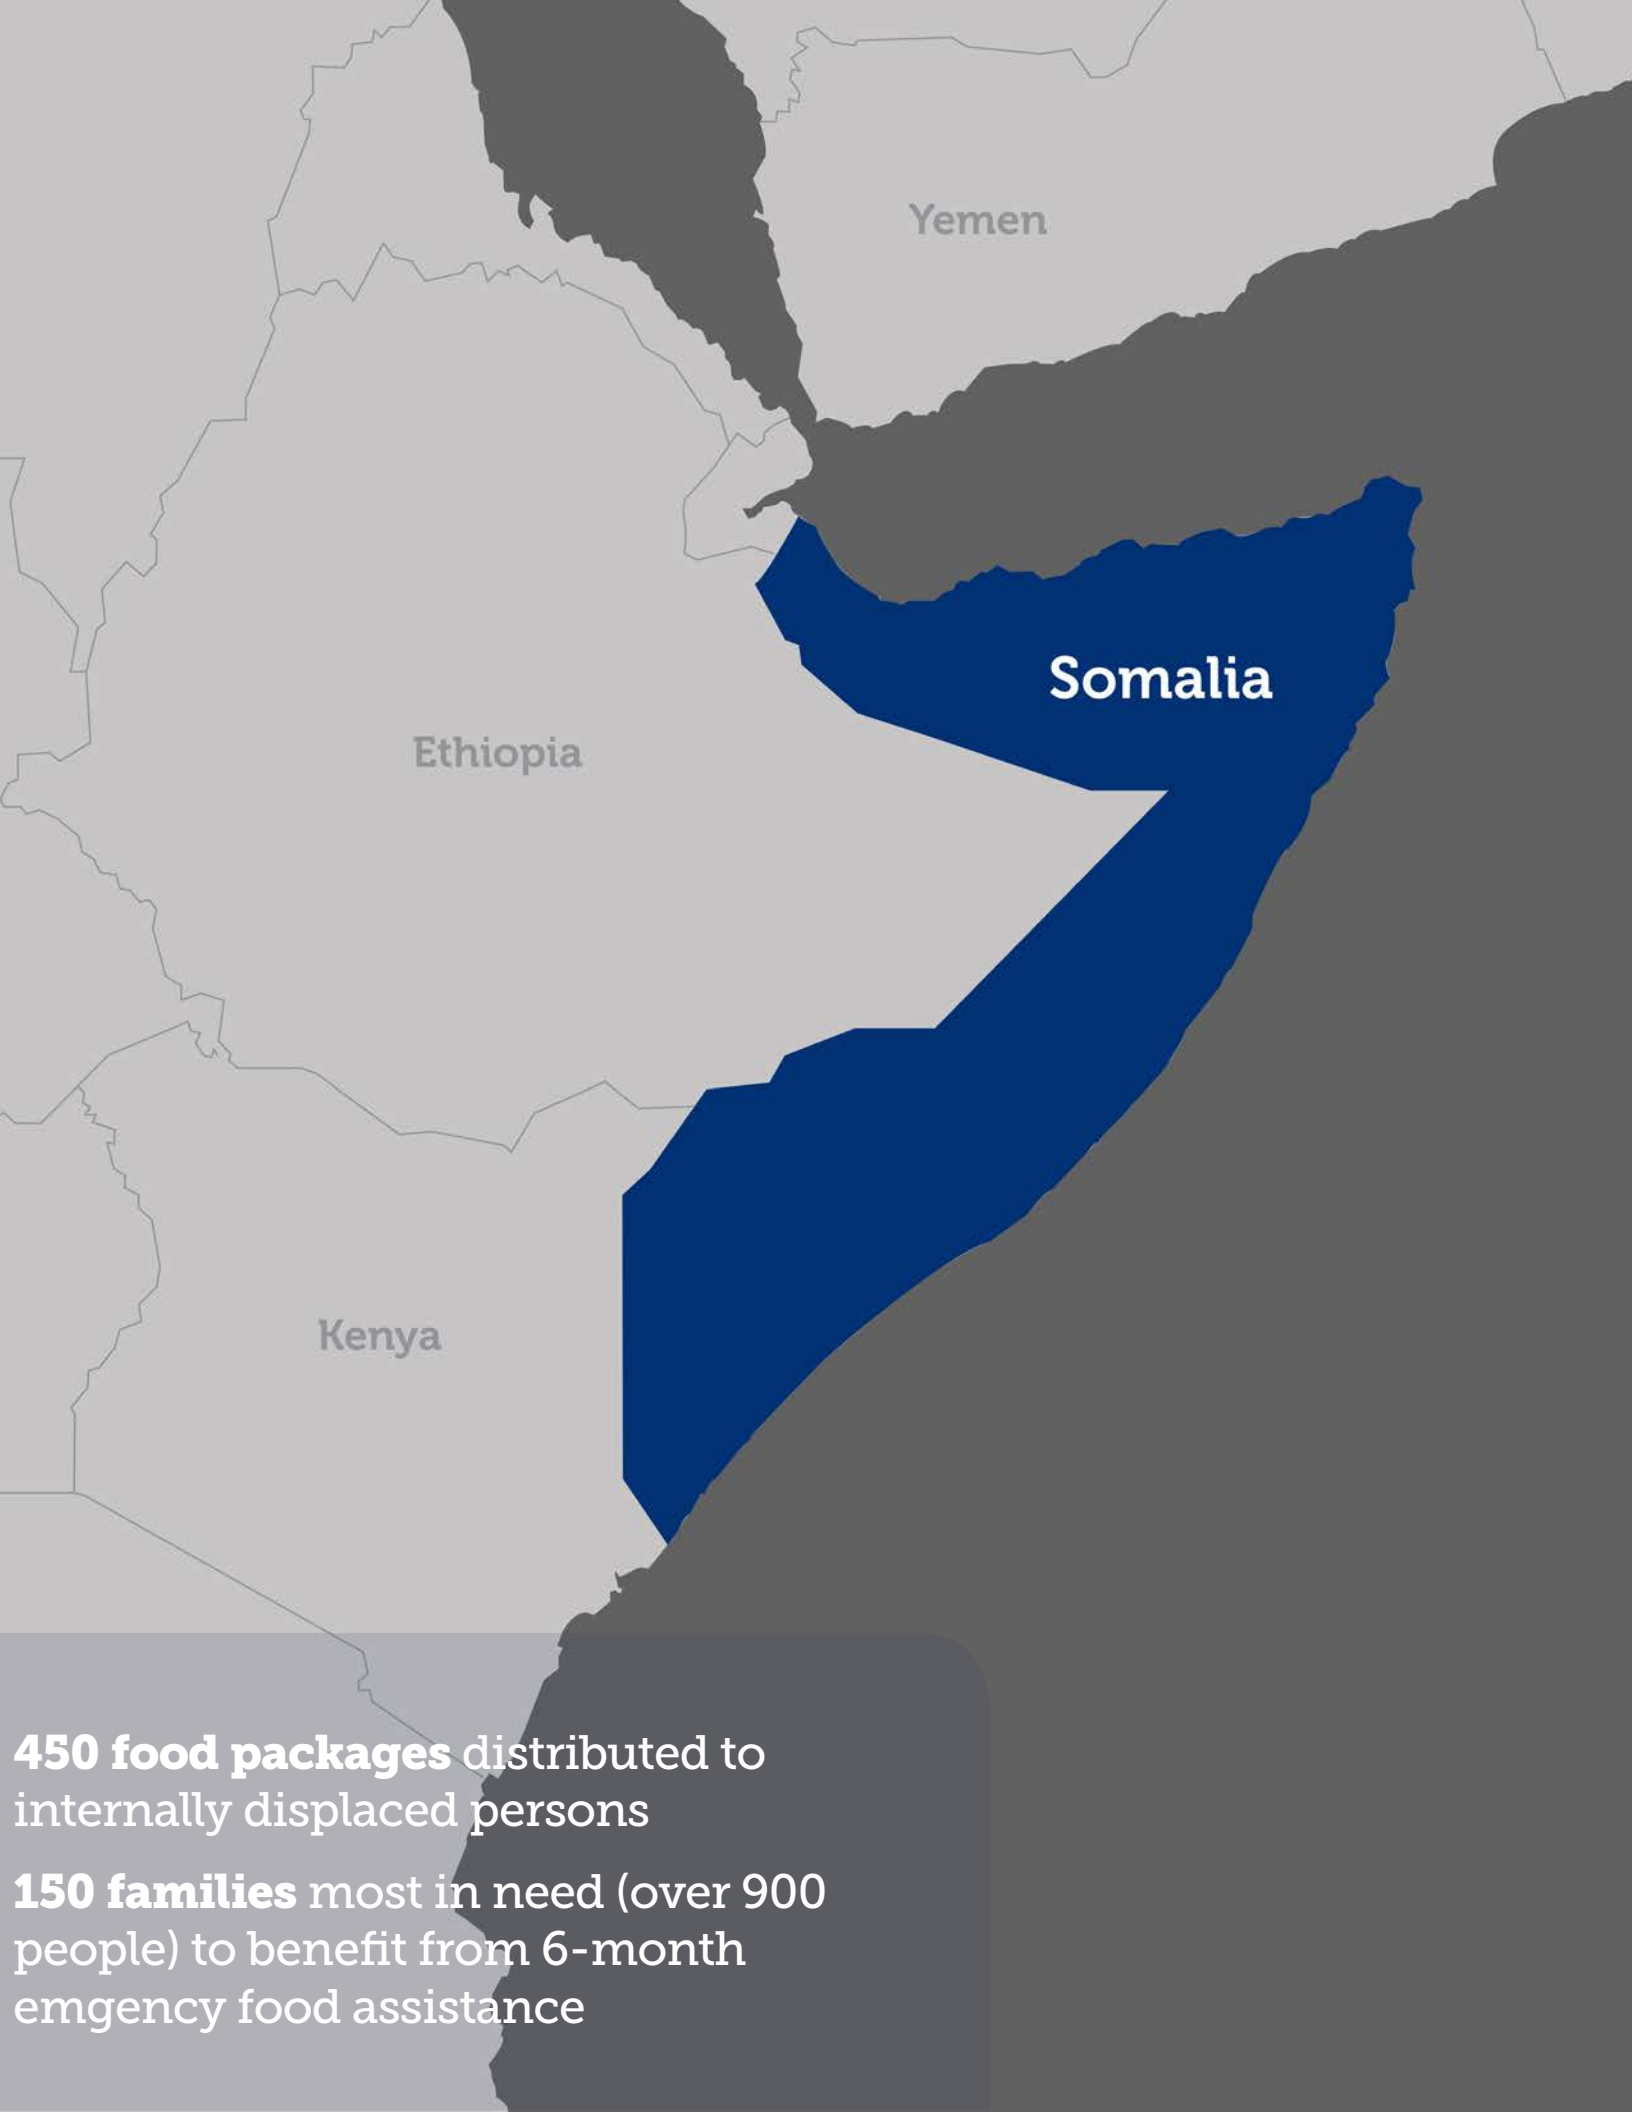 Yemen
Somalia
Ethiopia
Kenya
450 food packages distributed to
internally displaced persons
150 families most in need (over 900
people) to benefit from 6-month
emgency food assistance